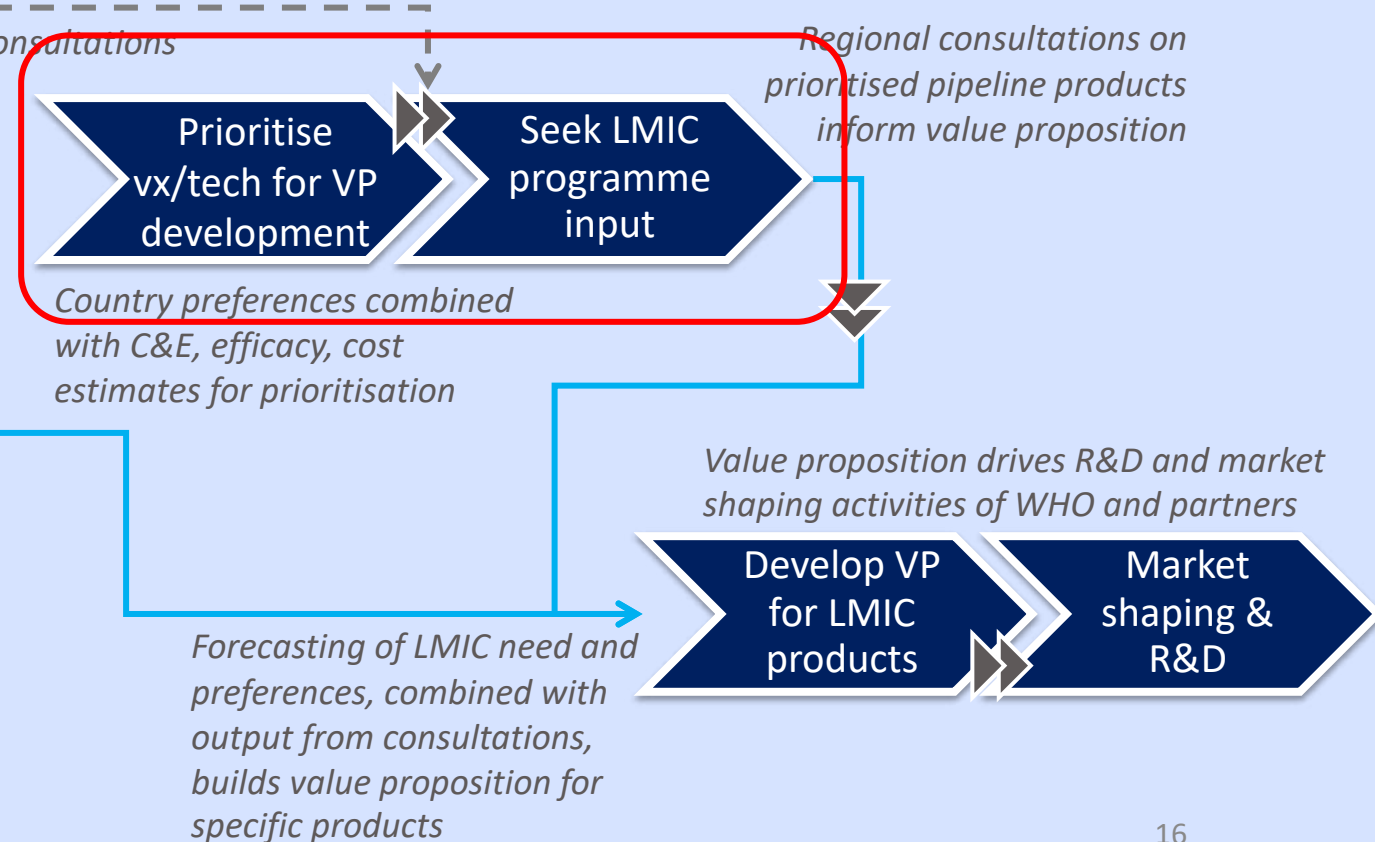 Regional consultations on
prioritised pipeline products
inform value proposition
Prioritise
vx/tech for VP
development
Seek LMIC
programme
input
Country preferences combined
with C&E, efficacy, cost
estimates for prioritisation
Value proposition drives R&D and market
shaping activities of WHO and partners
Develop VP
for LMIC
products
Market
shaping &
R&D
Forecasting of LMIC need and
preferences, combined with
output from consultations,
builds value proposition for
specific products
16